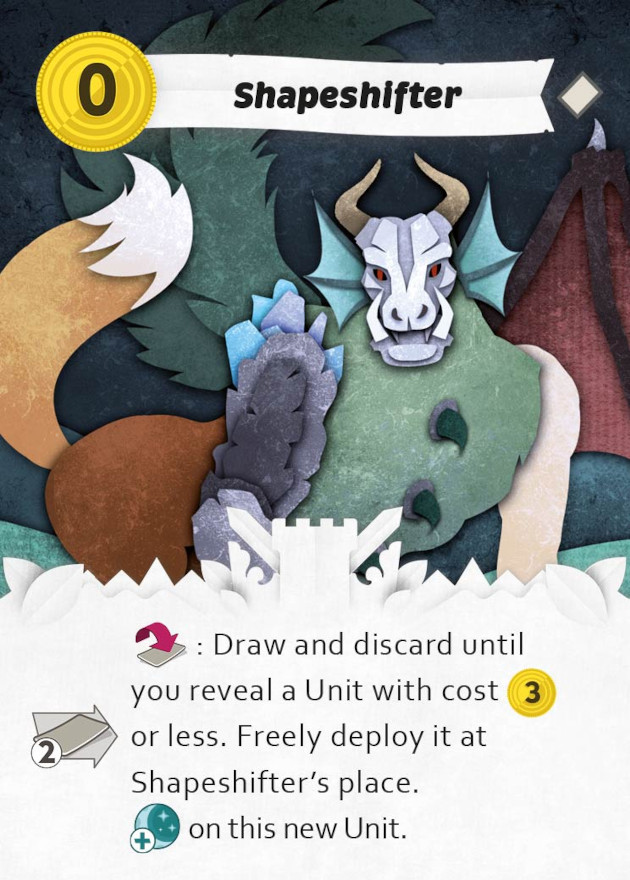 0
Shapeshifter
: Draw and discard until
you reveal a Unit with cost 3
2
or less. Freely deploy it at
Shapeshifter's place.
+ on this new Unit.